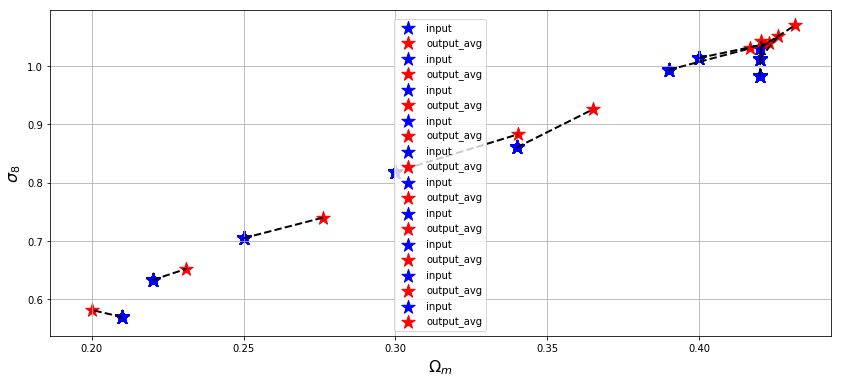 1.0
0.9
0.8
0.7
0.6
σ8
0.20
0.25
0.30
0.35
0.40
Ωm
input
output_avg
input
output_avg
input
output_avg
input
output_avg
input
output_avg
input
output_avg
input
output_avg
input
output_avg
input
output_avg
input
output_avg